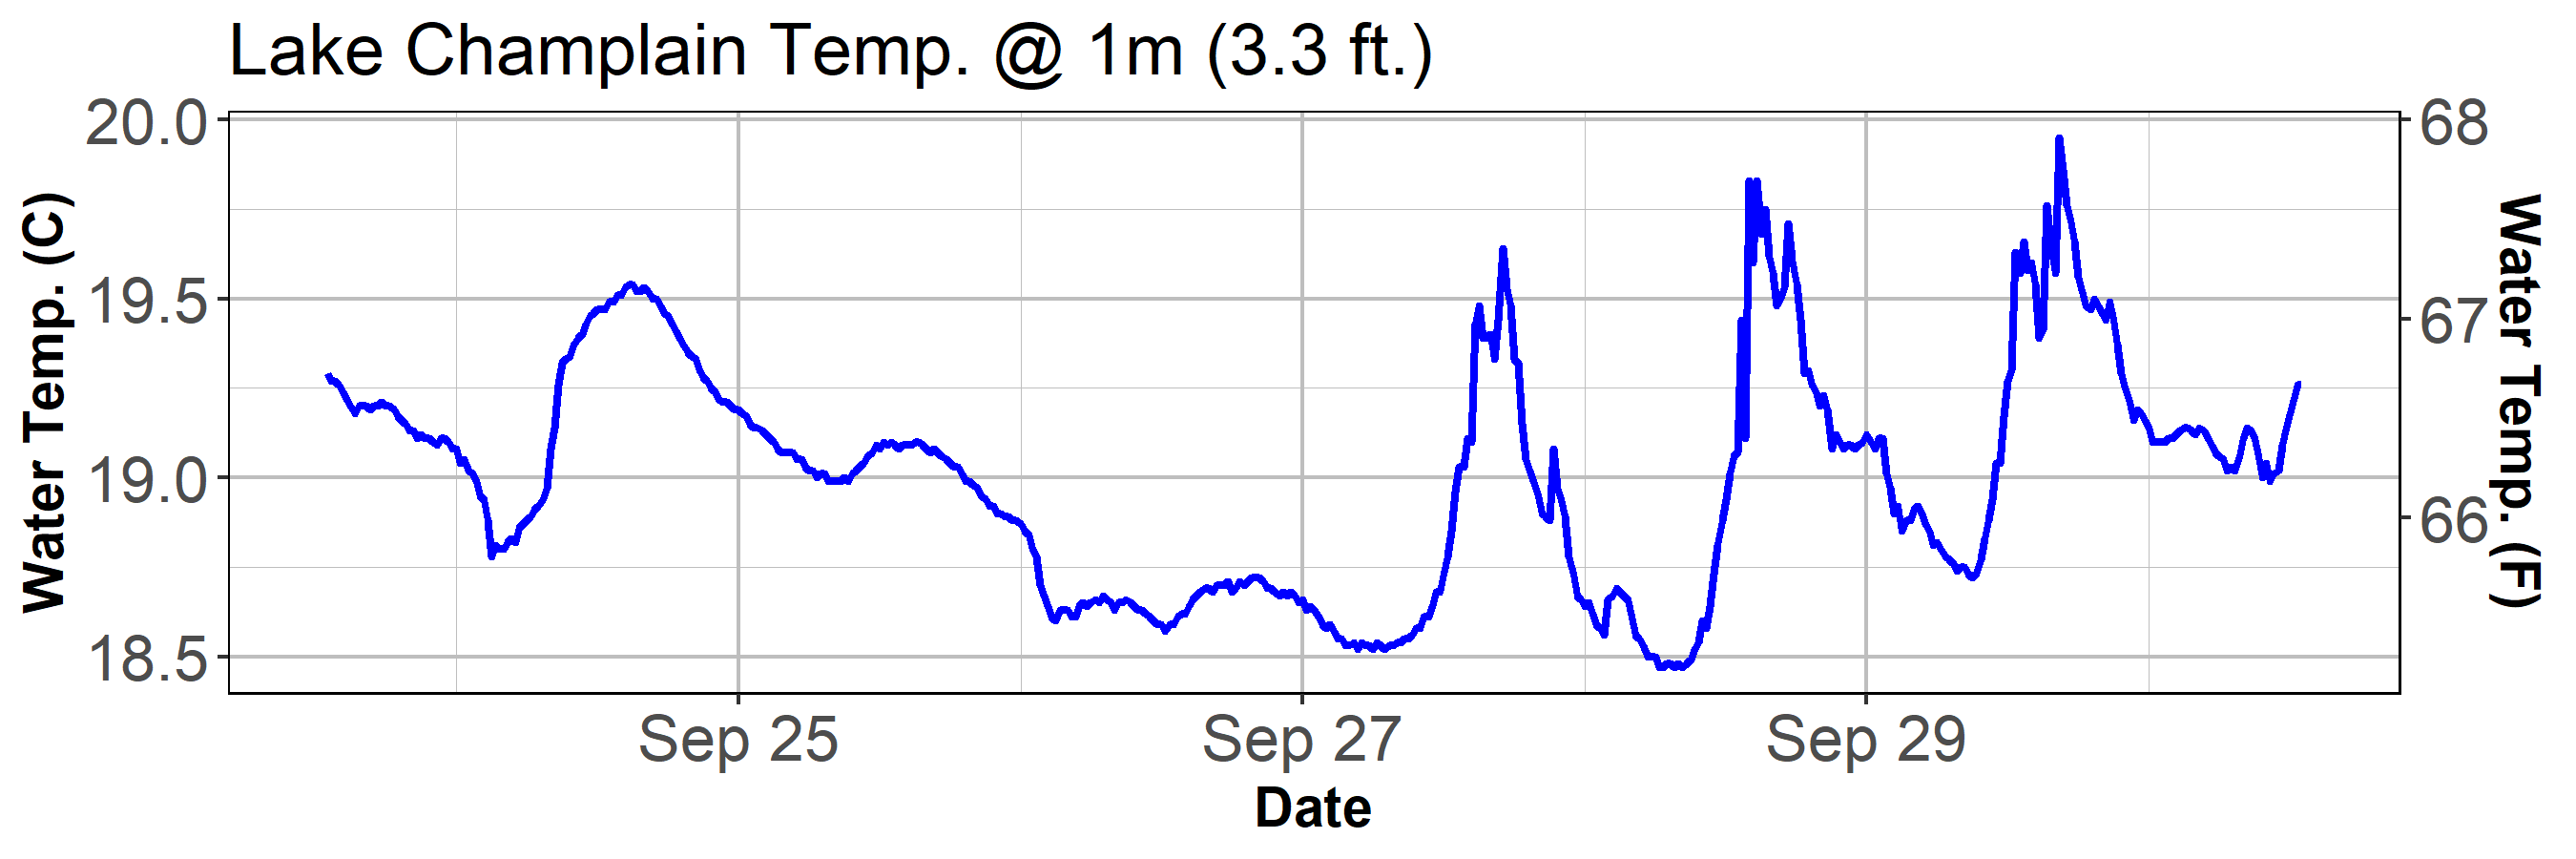 Lake Champlain Temp. @ 1m (3.3 ft.)
Water Temp. (C)
20.0
19.5
19.0
18.5
68
67
66
Water Temp. (F)
Sep 25
Sep 27
Sep 29
Date